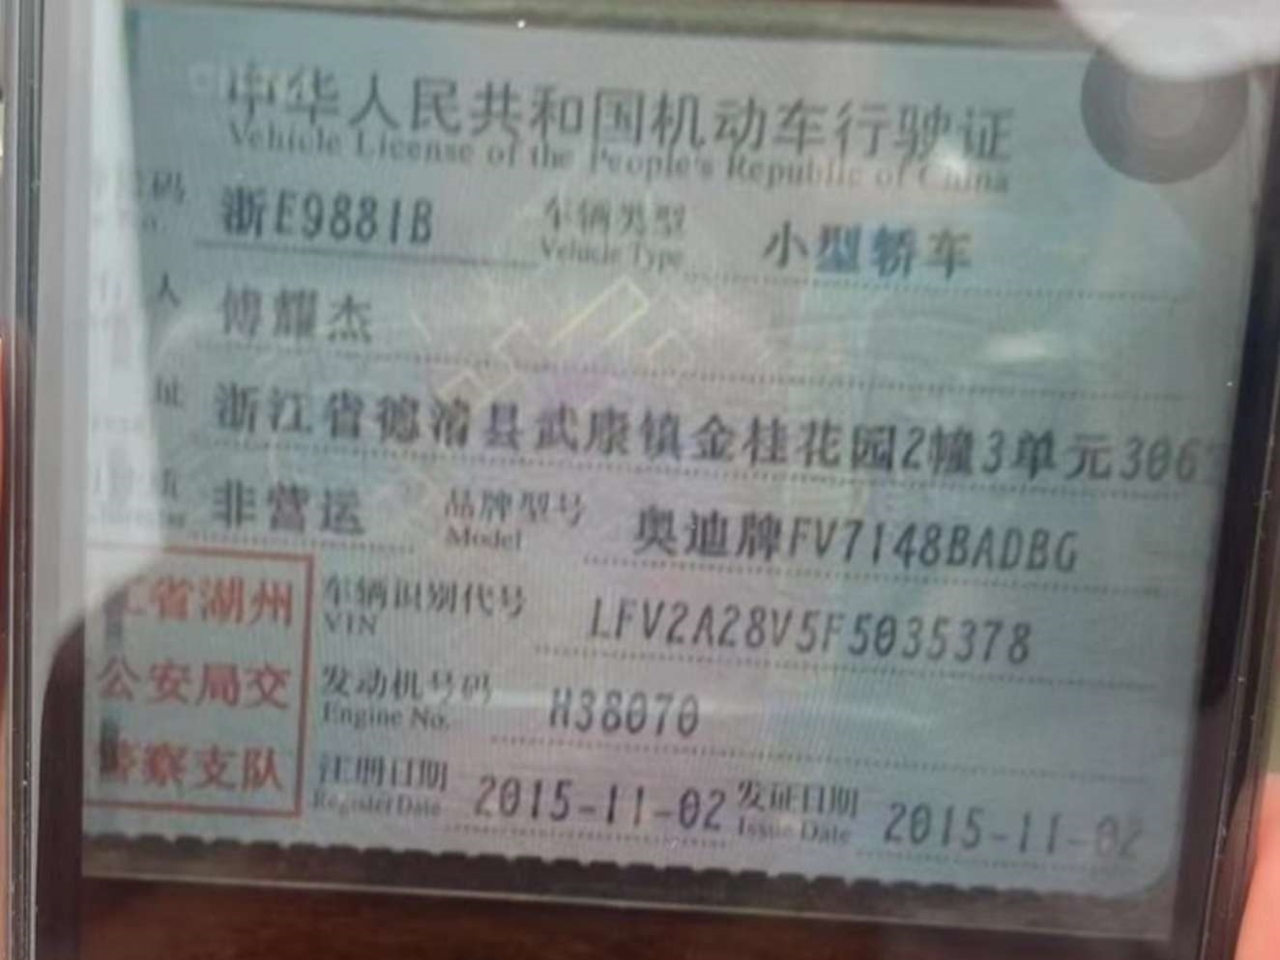 中华人民共和国机动车行驶证
Vehicle License of the People's Republic of China
码 浙E9881B 车辆类型 小型轿车
Vehicle Type
人 傅耀杰
址 浙江省德清县武康镇金桂花园2幢3单元306
质 非营运 品牌型号 奥迪牌FV7148BADBG
Model
江省湖州
公安局交
警察支队
车辆识别代号 LFV2A28V5F5035378
VIN
发动机号码 H38070
Engine No.
注册日期 2015-11-02 发证日期 2015-11-02
Register Date Issue Date